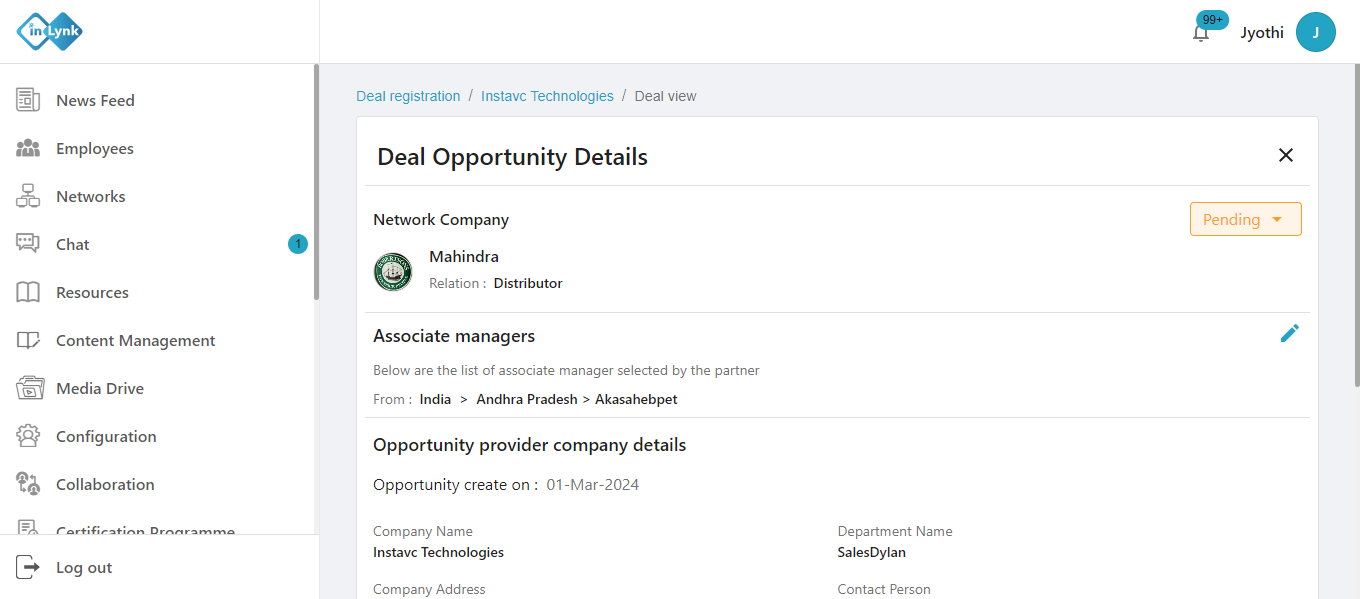 inLynk
99+
Jyothi
J
News Feed
Employees
Networks
Chat
1
Resources
Content Management
Media Drive
Configuration
Collaboration
Certification Programme
Log out
Deal registration / Instavc Technologies / Deal view
Deal Opportunity Details
Network Company
Pending
Mahindra
Relation : Distributor
Associate managers
Below are the list of associate manager selected by the partner
From : India > Andhra Pradesh > Akasahebpet
Opportunity provider company details
Opportunity create on : 01-Mar-2024
Company Name
Department Name
Instavc Technologies
SalesDylan
Company Address
Contact Person